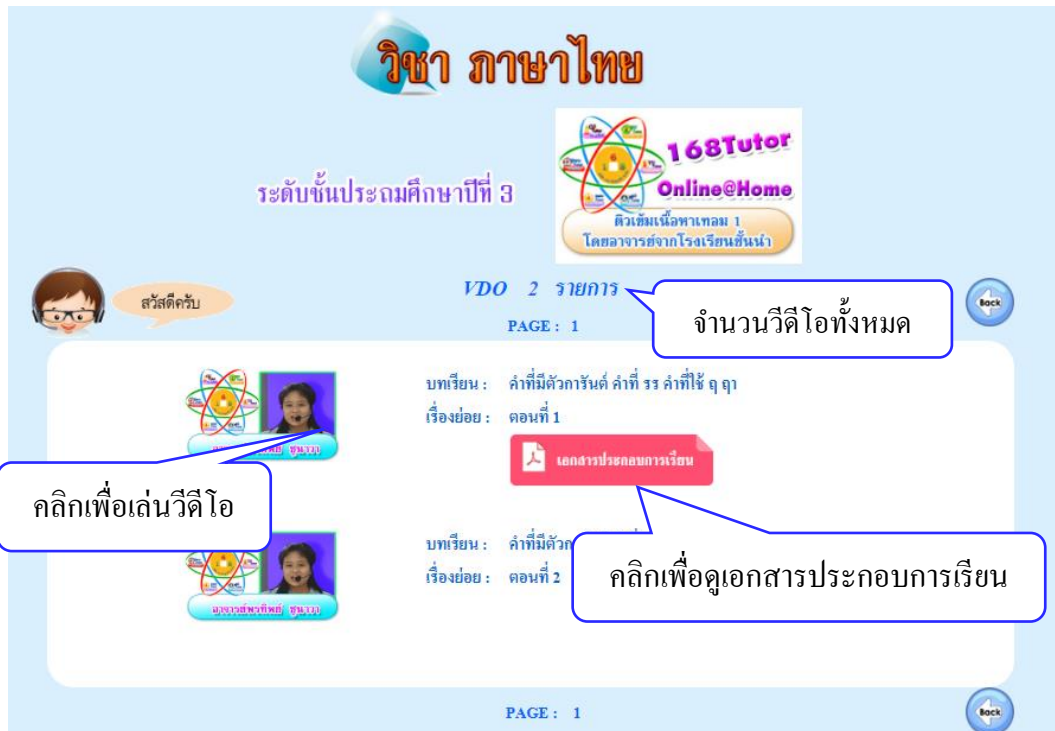 วิชา ภาษาไทย
168Tutor
Online@Home
ระดับชั้นประถมศึกษาปีที่ 3
ติวเข้มเนื้อหาเทอม 1
โดยอาจารย์จากโรงเรียนชั้นนำ
สวัสดีครับ
VDO 2 รายการ
จำนวนวีดีโอทั้งหมด
Back
PAGE : 1
บทเรียน : คำที่มีตัวการันต์ คำที่ รร คำที่ใช้ ฤ ฤา
เรื่องย่อย : ตอนที่ 1
เอกสารประกอบการเรียน
คลิกเพื่อเล่นวีดีโอ
บทเรียน : คำที่มีตัวก
เรื่องย่อย : ตอนที่ 2
คลิกเพื่อดูเอกสารประกอบการเรียน
อาจารย์พรทิพย์ ชูนาวา
PAGE : 1
Back